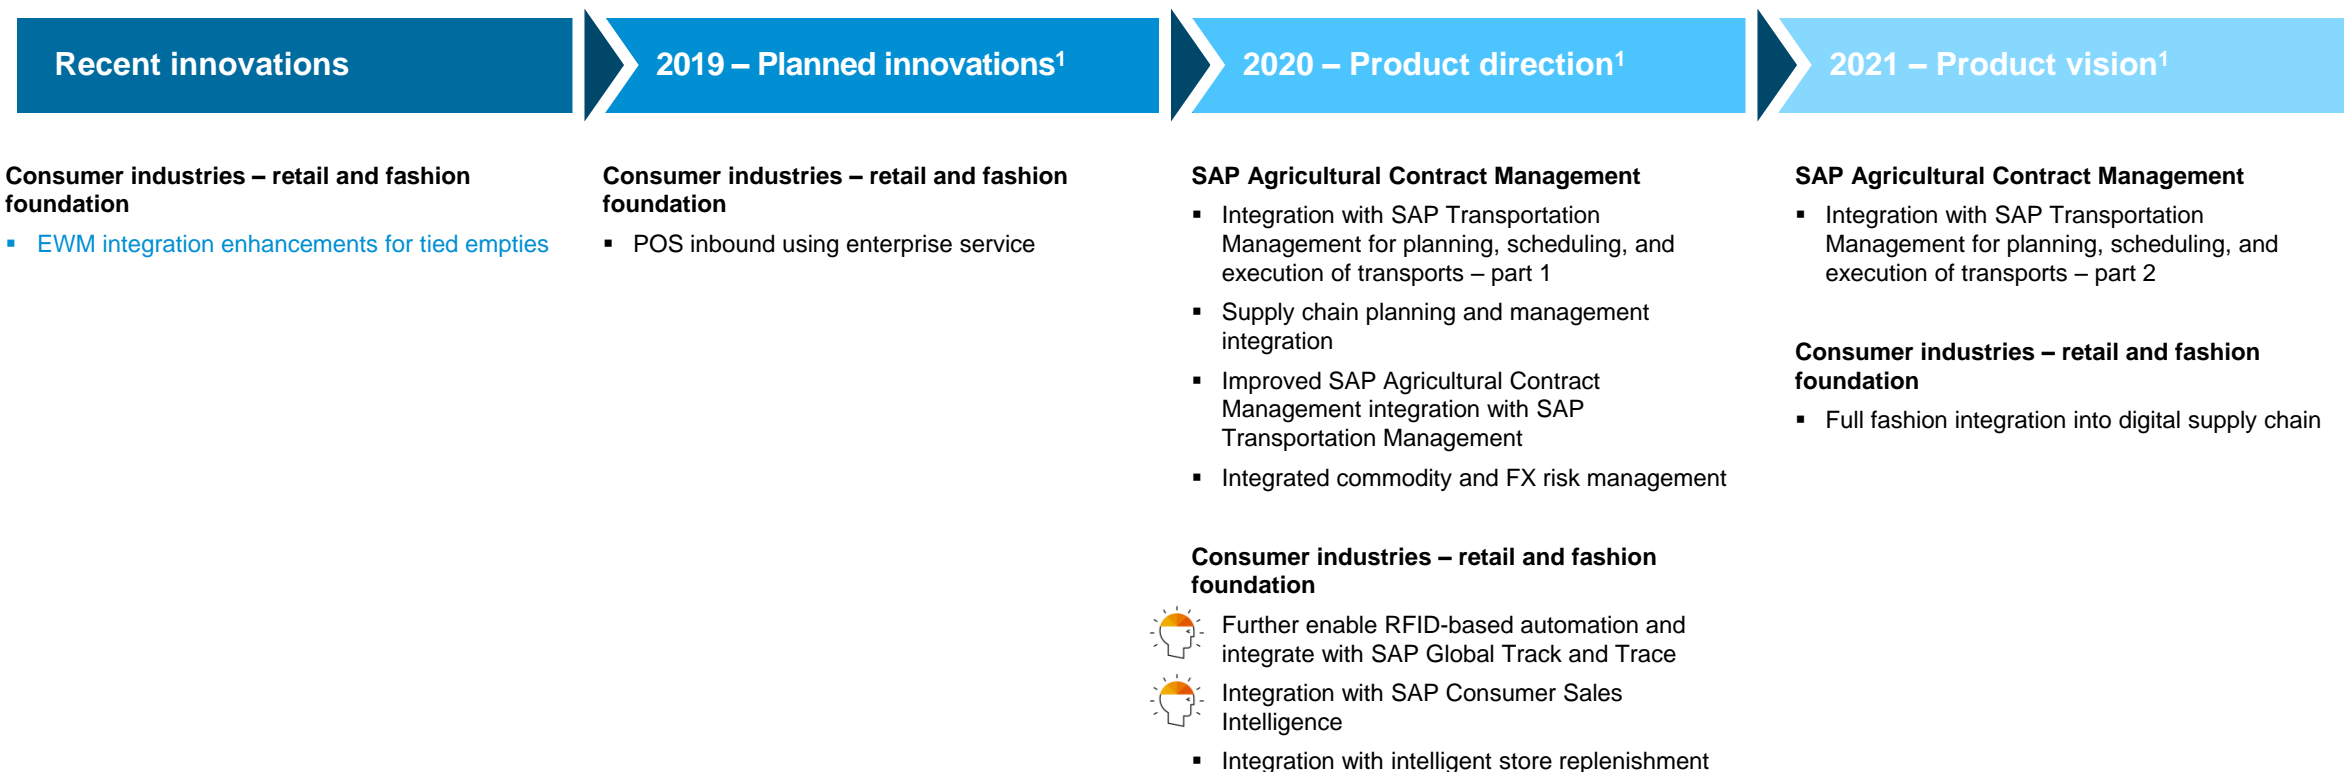 Recent innovations
2019 – Planned innovations¹
2020 – Product direction¹
2021 – Product vision¹
Consumer industries – retail and fashion
foundation
▪ EWM integration enhancements for tied empties
Consumer industries – retail and fashion
foundation
▪ POS inbound using enterprise service
SAP Agricultural Contract Management
▪ Integration with SAP Transportation
Management for planning, scheduling, and
execution of transports – part 1
▪ Supply chain planning and management
integration
▪ Improved SAP Agricultural Contract
Management integration with SAP
Transportation Management
▪ Integrated commodity and FX risk management
Consumer industries – retail and fashion
foundation
Further enable RFID-based automation and
integrate with SAP Global Track and Trace
Integration with SAP Consumer Sales
Intelligence
▪ Integration with intelligent store replenishment
SAP Agricultural Contract Management
▪ Integration with SAP Transportation
Management for planning, scheduling, and
execution of transports – part 2
Consumer industries – retail and fashion
foundation
▪ Full fashion integration into digital supply chain